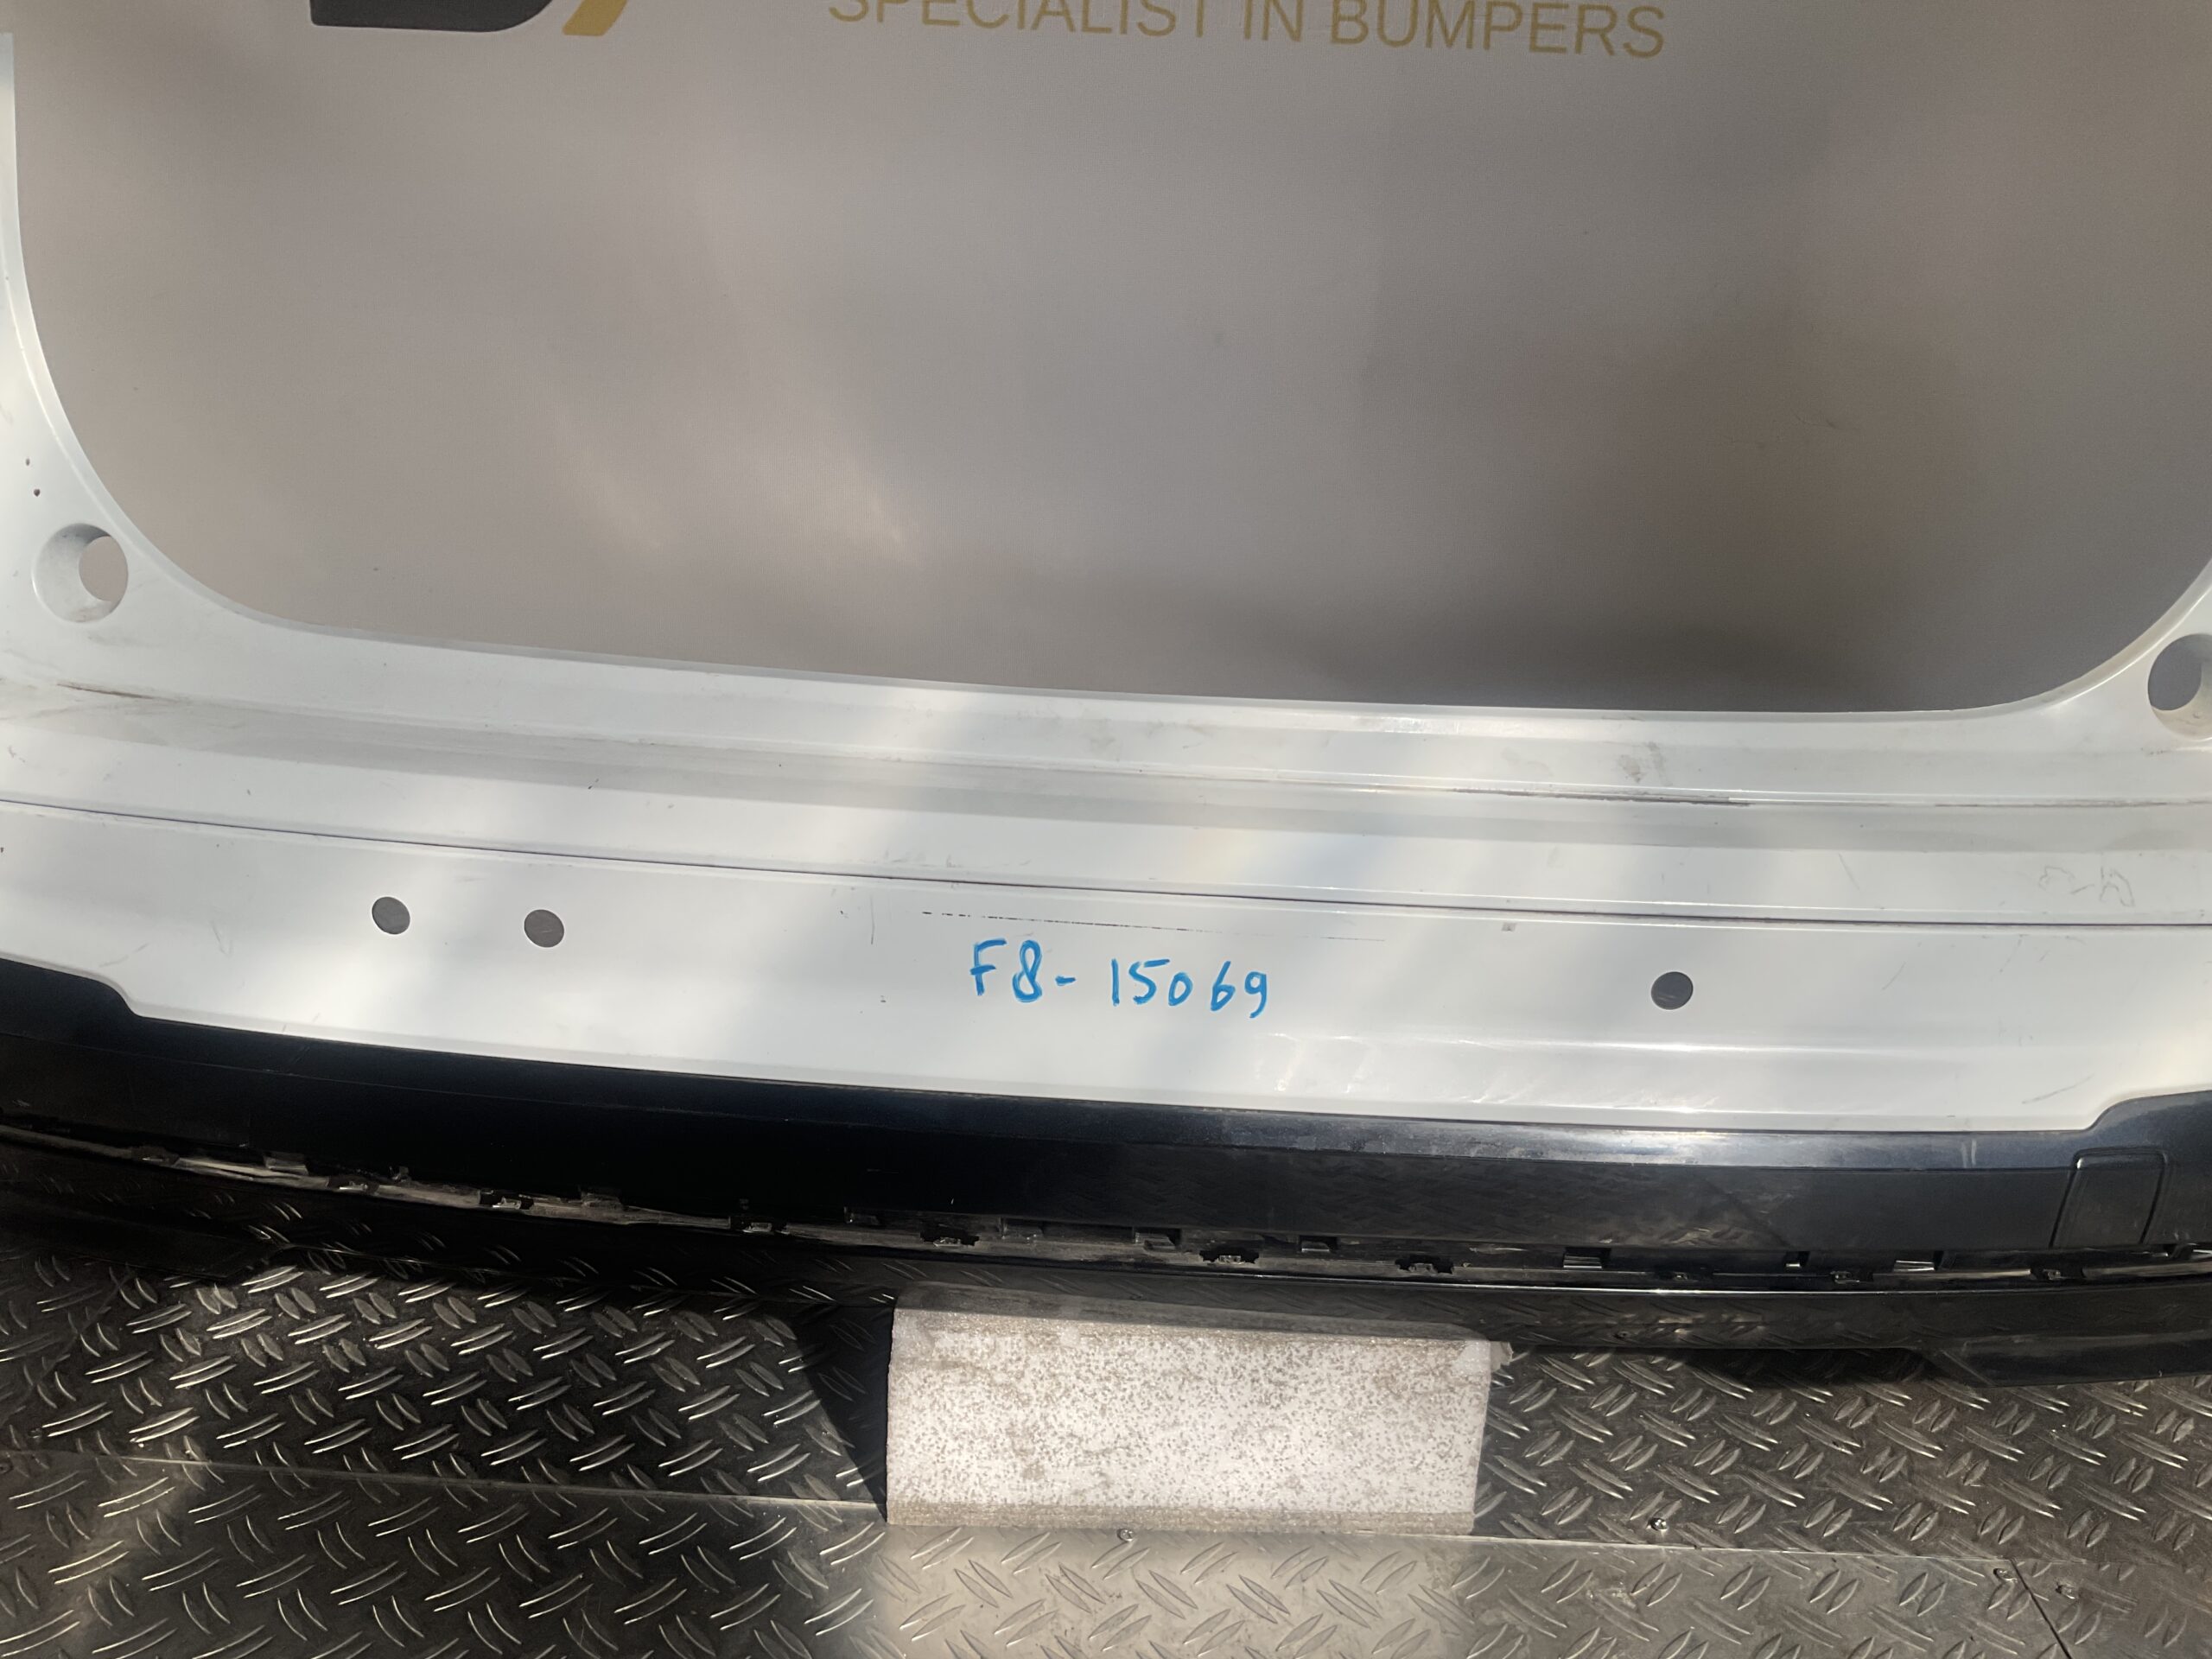 SPECIALIST IN BUMPERS
F8-15069